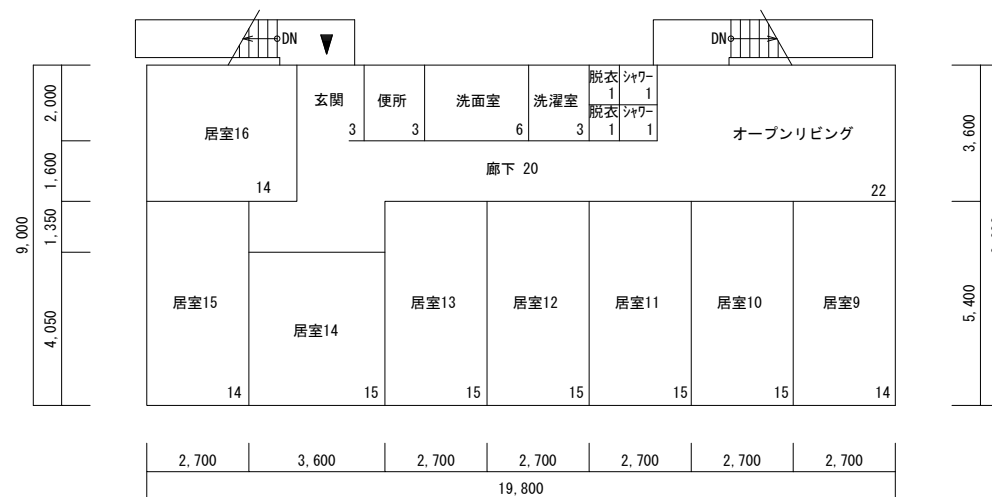 DN
DN
玄関
3
便所
3
洗面室
6
洗濯室
3
脱衣
1
シャワー
1
脱衣
1
シャワー
1
居室16
14
オープンリビング
22
廊下 20
居室15
14
居室14
15
居室13
15
居室12
15
居室11
15
居室10
15
居室9
14
9,000
2,000
1,600
1,350
4,050
3,600
5,400
2,700
3,600
2,700
2,700
2,700
2,700
2,700
19,800